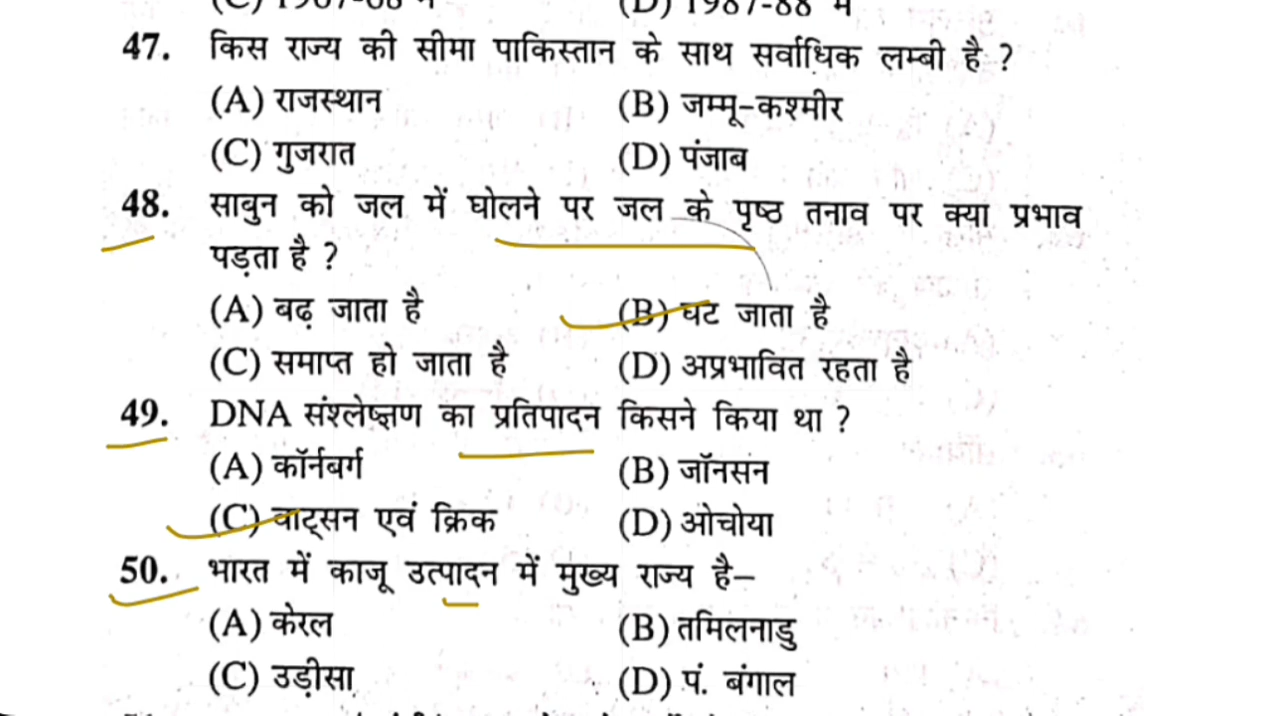 47. किस राज्य की सीमा पाकिस्तान के साथ सर्वाधिक लम्बी है ?
(A) राजस्थान (B) जम्मू-कश्मीर
(C) गुजरात (D) पंजाब
48. साबुन को जल में घोलने पर जल के पृष्ठ तनाव पर क्या प्रभाव
पड़ता है ?
(A) बढ़ जाता है (B) घट जाता है
(C) समाप्त हो जाता है (D) अप्रभावित रहता है
49. DNA संश्लेष्क्षण का प्रतिपादन किसने किया था ?
(A) कॉर्नबर्ग (B) जॉनसन
(C) वाट्सन एवं क्रिक (D) ओचोया
50. भारत में काजू उत्पादन में मुख्य राज्य है–
(A) केरल (B) तमिलनाडु
(C) उड़ीसा (D) पं. बंगाल